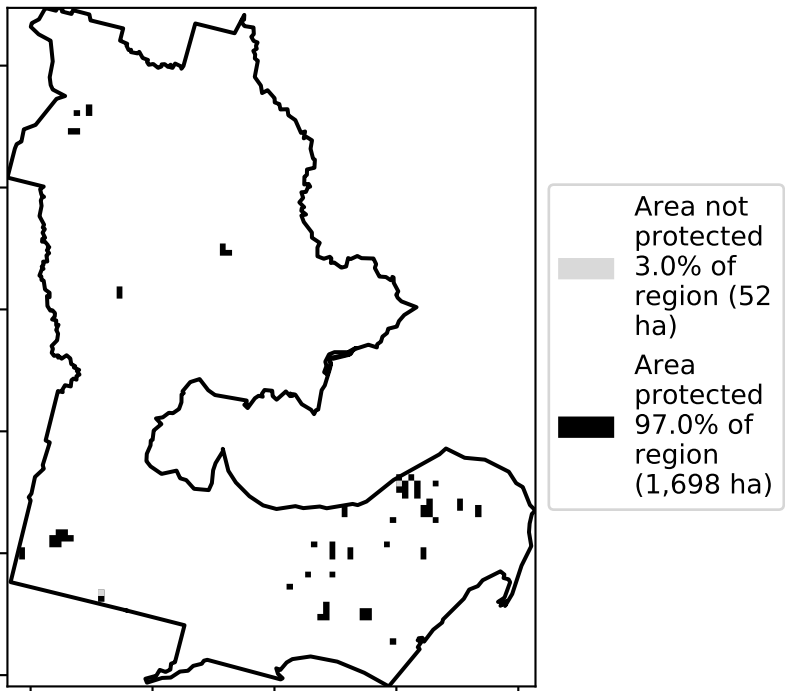 Area not
protected
3.0% of
region (52
ha)
Area
protected
97.0% of
region
(1,698 ha)